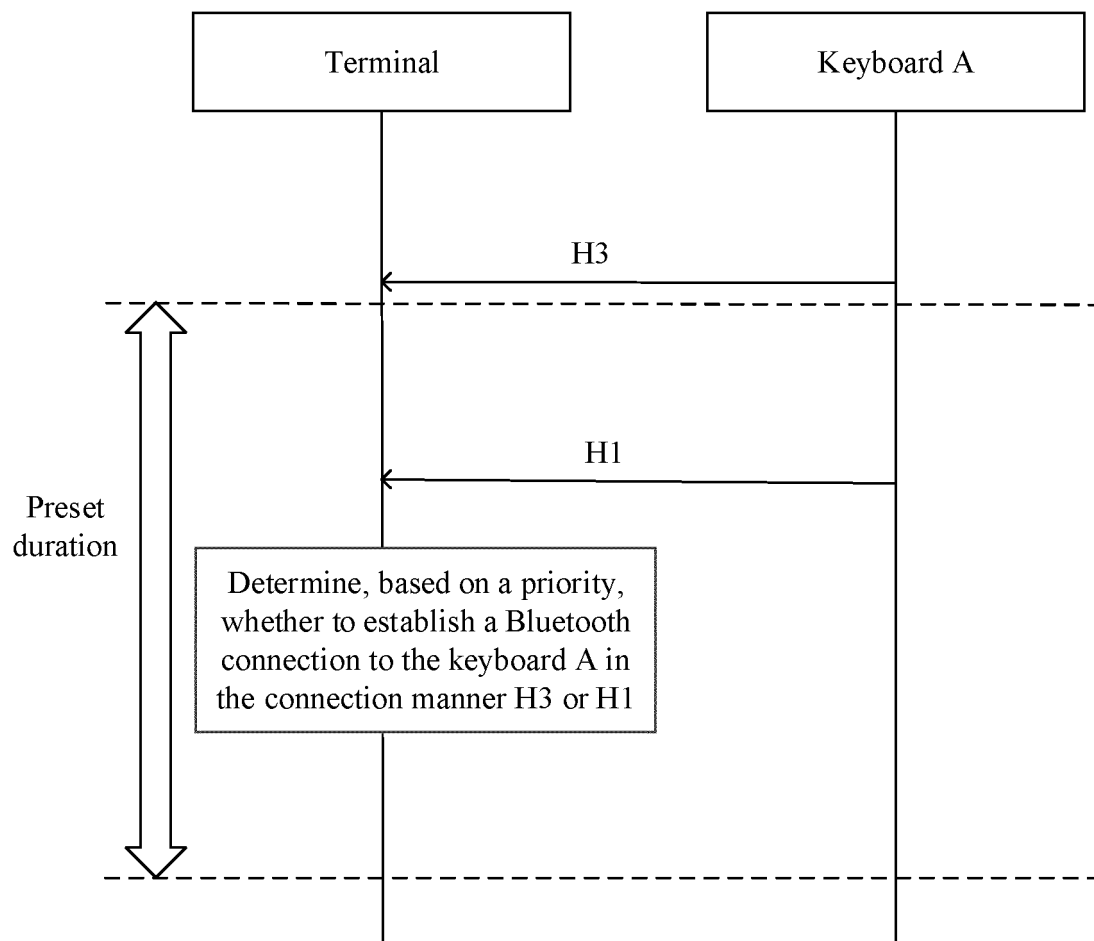 Terminal
Keyboard A
H3
H1
Preset
duration
Determine, based on a priority,
whether to establish a Bluetooth
connection to the keyboard A in
the connection manner H3 or H1